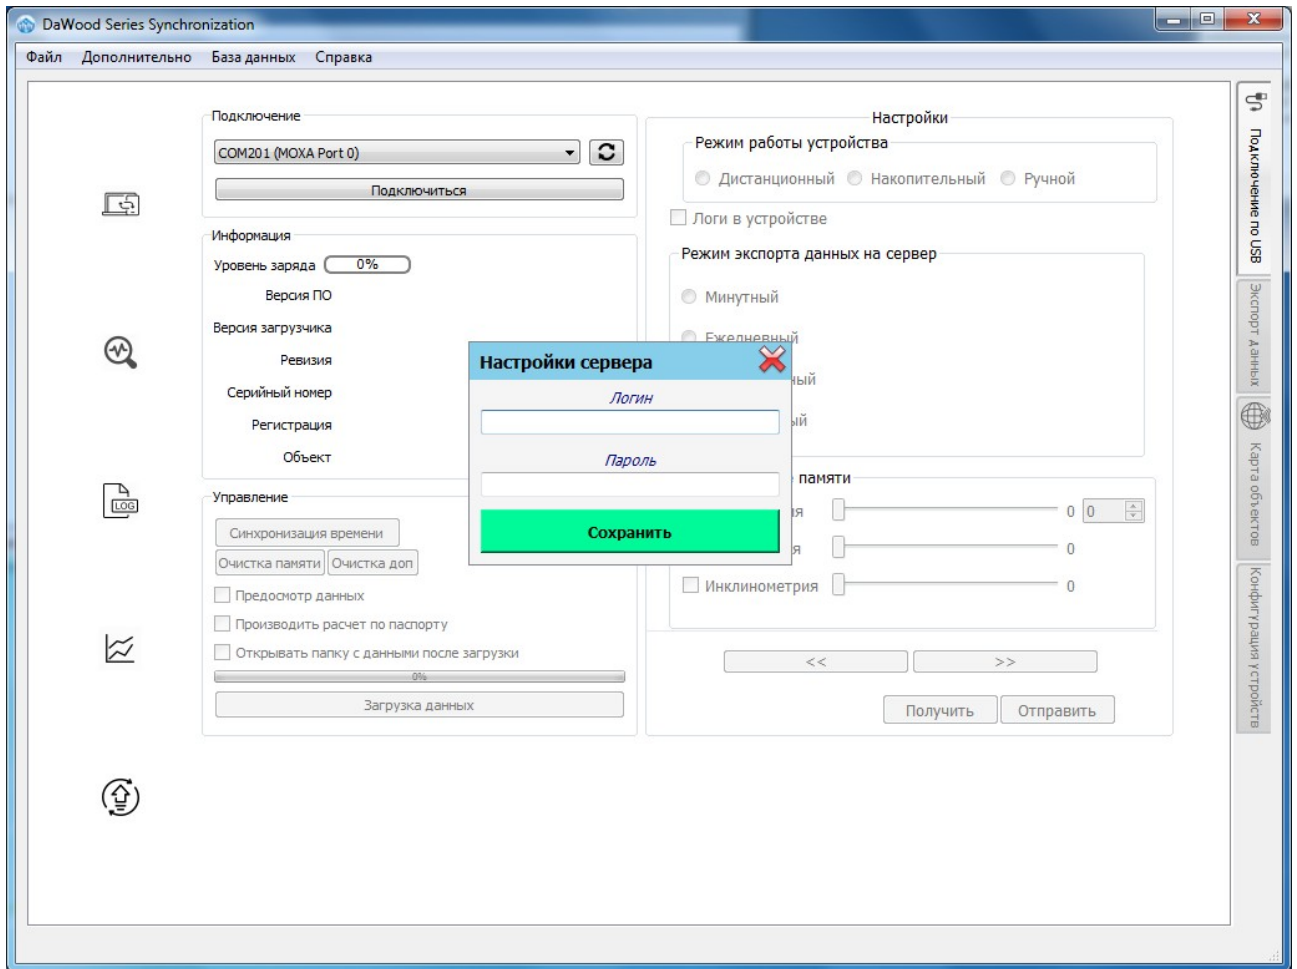 DaWood Series Synchronization
Файл Дополнительно База данных Справка
Подключение
COM201 (MOXA Port 0)
Подключиться
Информация
Уровень заряда 0%
Версия ПО
Версия загрузчика
Ревизия
Серийный номер
Регистрация
Объект
Управление
Синхронизация времени
Очистка памяти Очистка доп
Предосмотр данных
Производить расчет по паспорту
Открывать папку с данными после загрузки
0%
Загрузка данных
Настройки сервера
Логин
Пароль
Сохранить
Настройки
Режим работы устройства
Дистанционный Накопительный Ручной
Логи в устройстве
Режим экспорта данных на сервер
Минутный
Ежедневный
ный
ый
памяти
ия 0 0
я 0
Инклинометрия 0
<< >>
Получить Отправить
LOG
Подключение по USB
Экспорт данных
Карта объектов
Конфигурация устройств